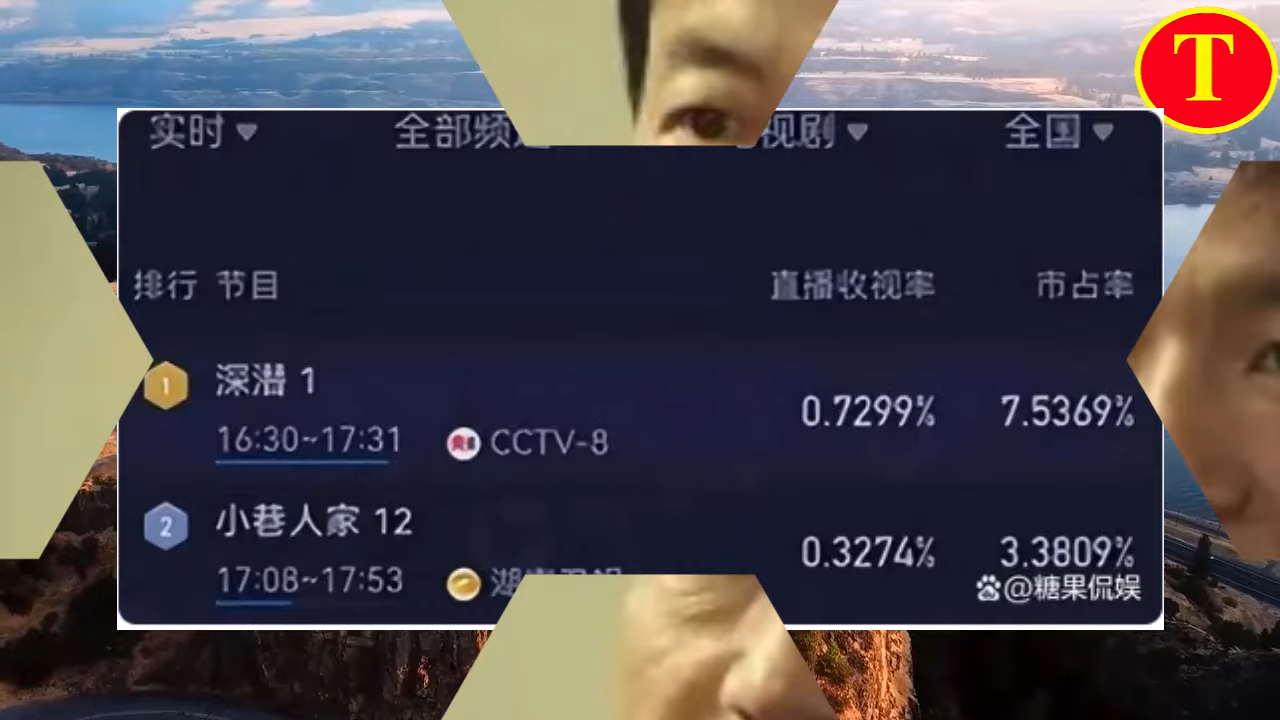 T
实时 全部频 视剧 全国
排行 节目 直播收视率 市占率
1 深潜 1 0.7299% 7.5369%
16:30~17:31 CCTV-8
2 小巷人家 12 0.3274% 3.3809%
17:08~17:53 湖
@糖果侃娱